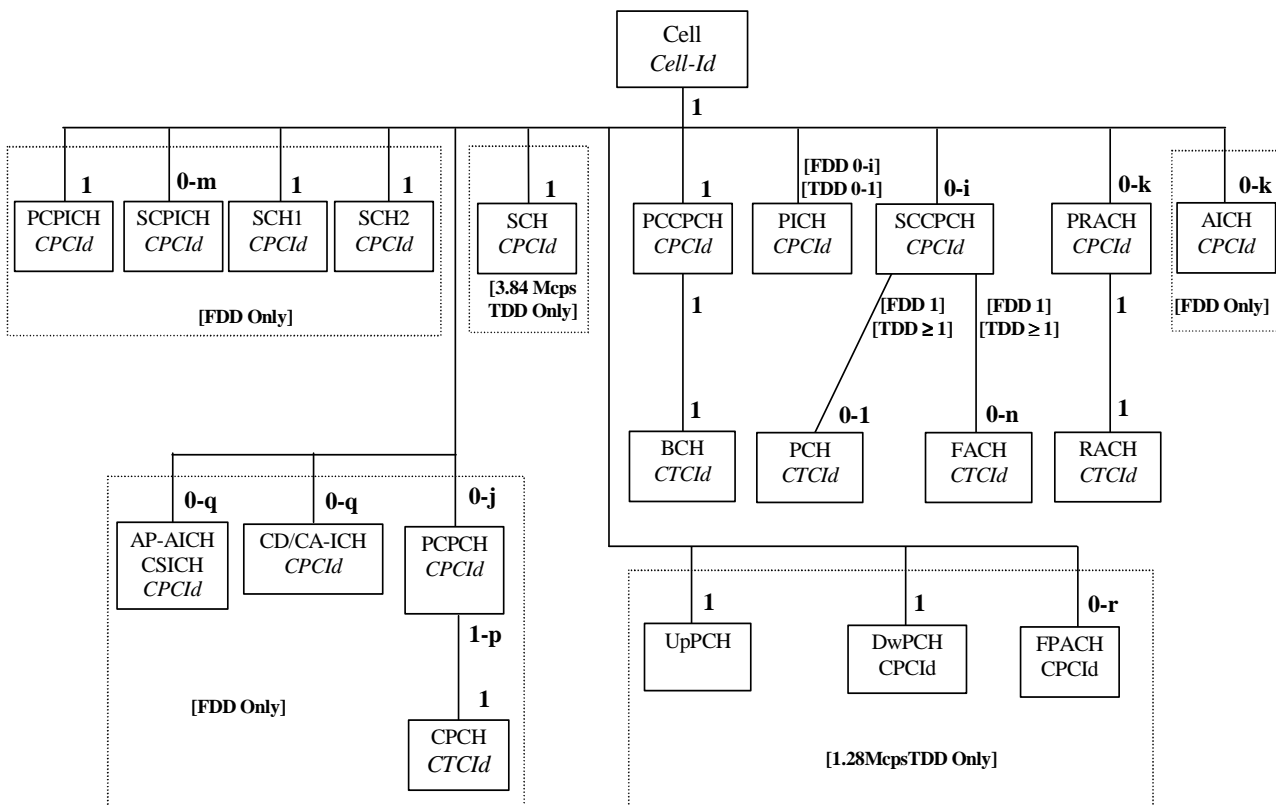 Cell
Cell-Id
1
1
0-m
1
1
1
1
[FDD 0-i]
[TDD 0-1]
0-i
0-k
0-k
PCPICH
CPCId
SCPICH
CPCId
SCH1
CPCId
SCH2
CPCId
SCH
CPCId
PCCPCH
CPCId
PICH
CPCId
SCCPCH
CPCId
PRACH
CPCId
AICH
CPCId
[FDD Only]
[3.84 Mcps
TDD Only]
1
[FDD 1]
[TDD ≥ 1]
[FDD 1]
[TDD ≥ 1]
1
[FDD Only]
1
0-1
0-n
1
BCH
CTCId
PCH
CTCId
FACH
CTCId
RACH
CTCId
0-q
0-q
0-j
AP-AICH
CSICH
CPCId
CD/CA-ICH
CPCId
PCPCH
CPCId
1-p
1
CPCH
CTCId
[FDD Only]
1
1
0-r
UpPCH
DwPCH
CPCId
FPACH
CPCId
[1.28McpsTDD Only]